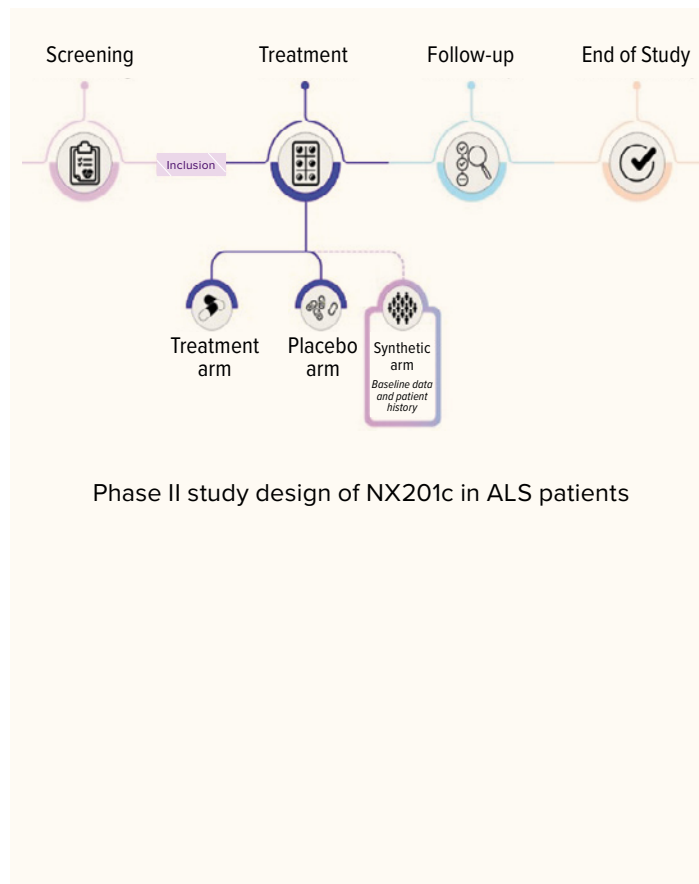 Screening
Treatment
Follow-up
End of Study
Inclusion
Treatment
arm
Placebo
arm
Synthetic
arm
Baseline data
and patient
history
Phase II study design of NX201c in ALS patients